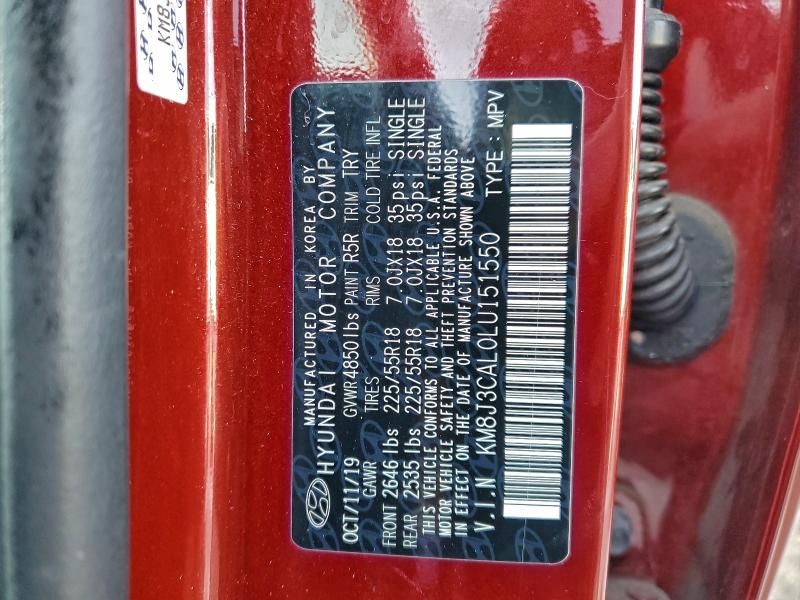 KM8J
MANUFACTURED IN KOREA BY
HYUNDAI MOTOR COMPANY
OCT/11/19 GVWR 4850 lbs PAINT R5R TRIM TRY
GAWR TIRES RIMS COLD TIRE INFL
FRONT 2646 lbs 225/55R18 7.0JX18 35psi SINGLE
REAR 2535 lbs 225/55R18 7.0JX18 35psi SINGLE
THIS VEHICLE CONFORMS TO ALL APPLICABLE U.S.A. FEDERAL
MOTOR VEHICLE SAFETY AND THEFT PREVENTION STANDARDS
IN EFFECT ON THE DATE OF MANUFACTURE SHOWN ABOVE
V.I.N KM8J3CAL0LU151550 TYPE : MPV